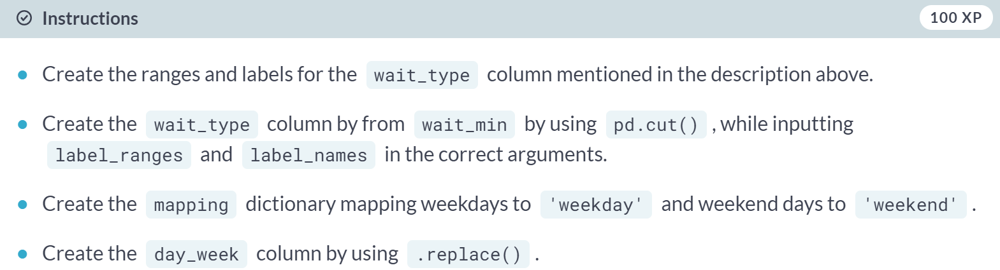 Instructions
100 XP
Create the ranges and labels for the wait_type column mentioned in the description above.
Create the wait_type column by from wait_min by using pd.cut() , while inputting
label_ranges and label_names in the correct arguments.
Create the mapping dictionary mapping weekdays to 'weekday' and weekend days to 'weekend' .
Create the day_week column by using .replace() .